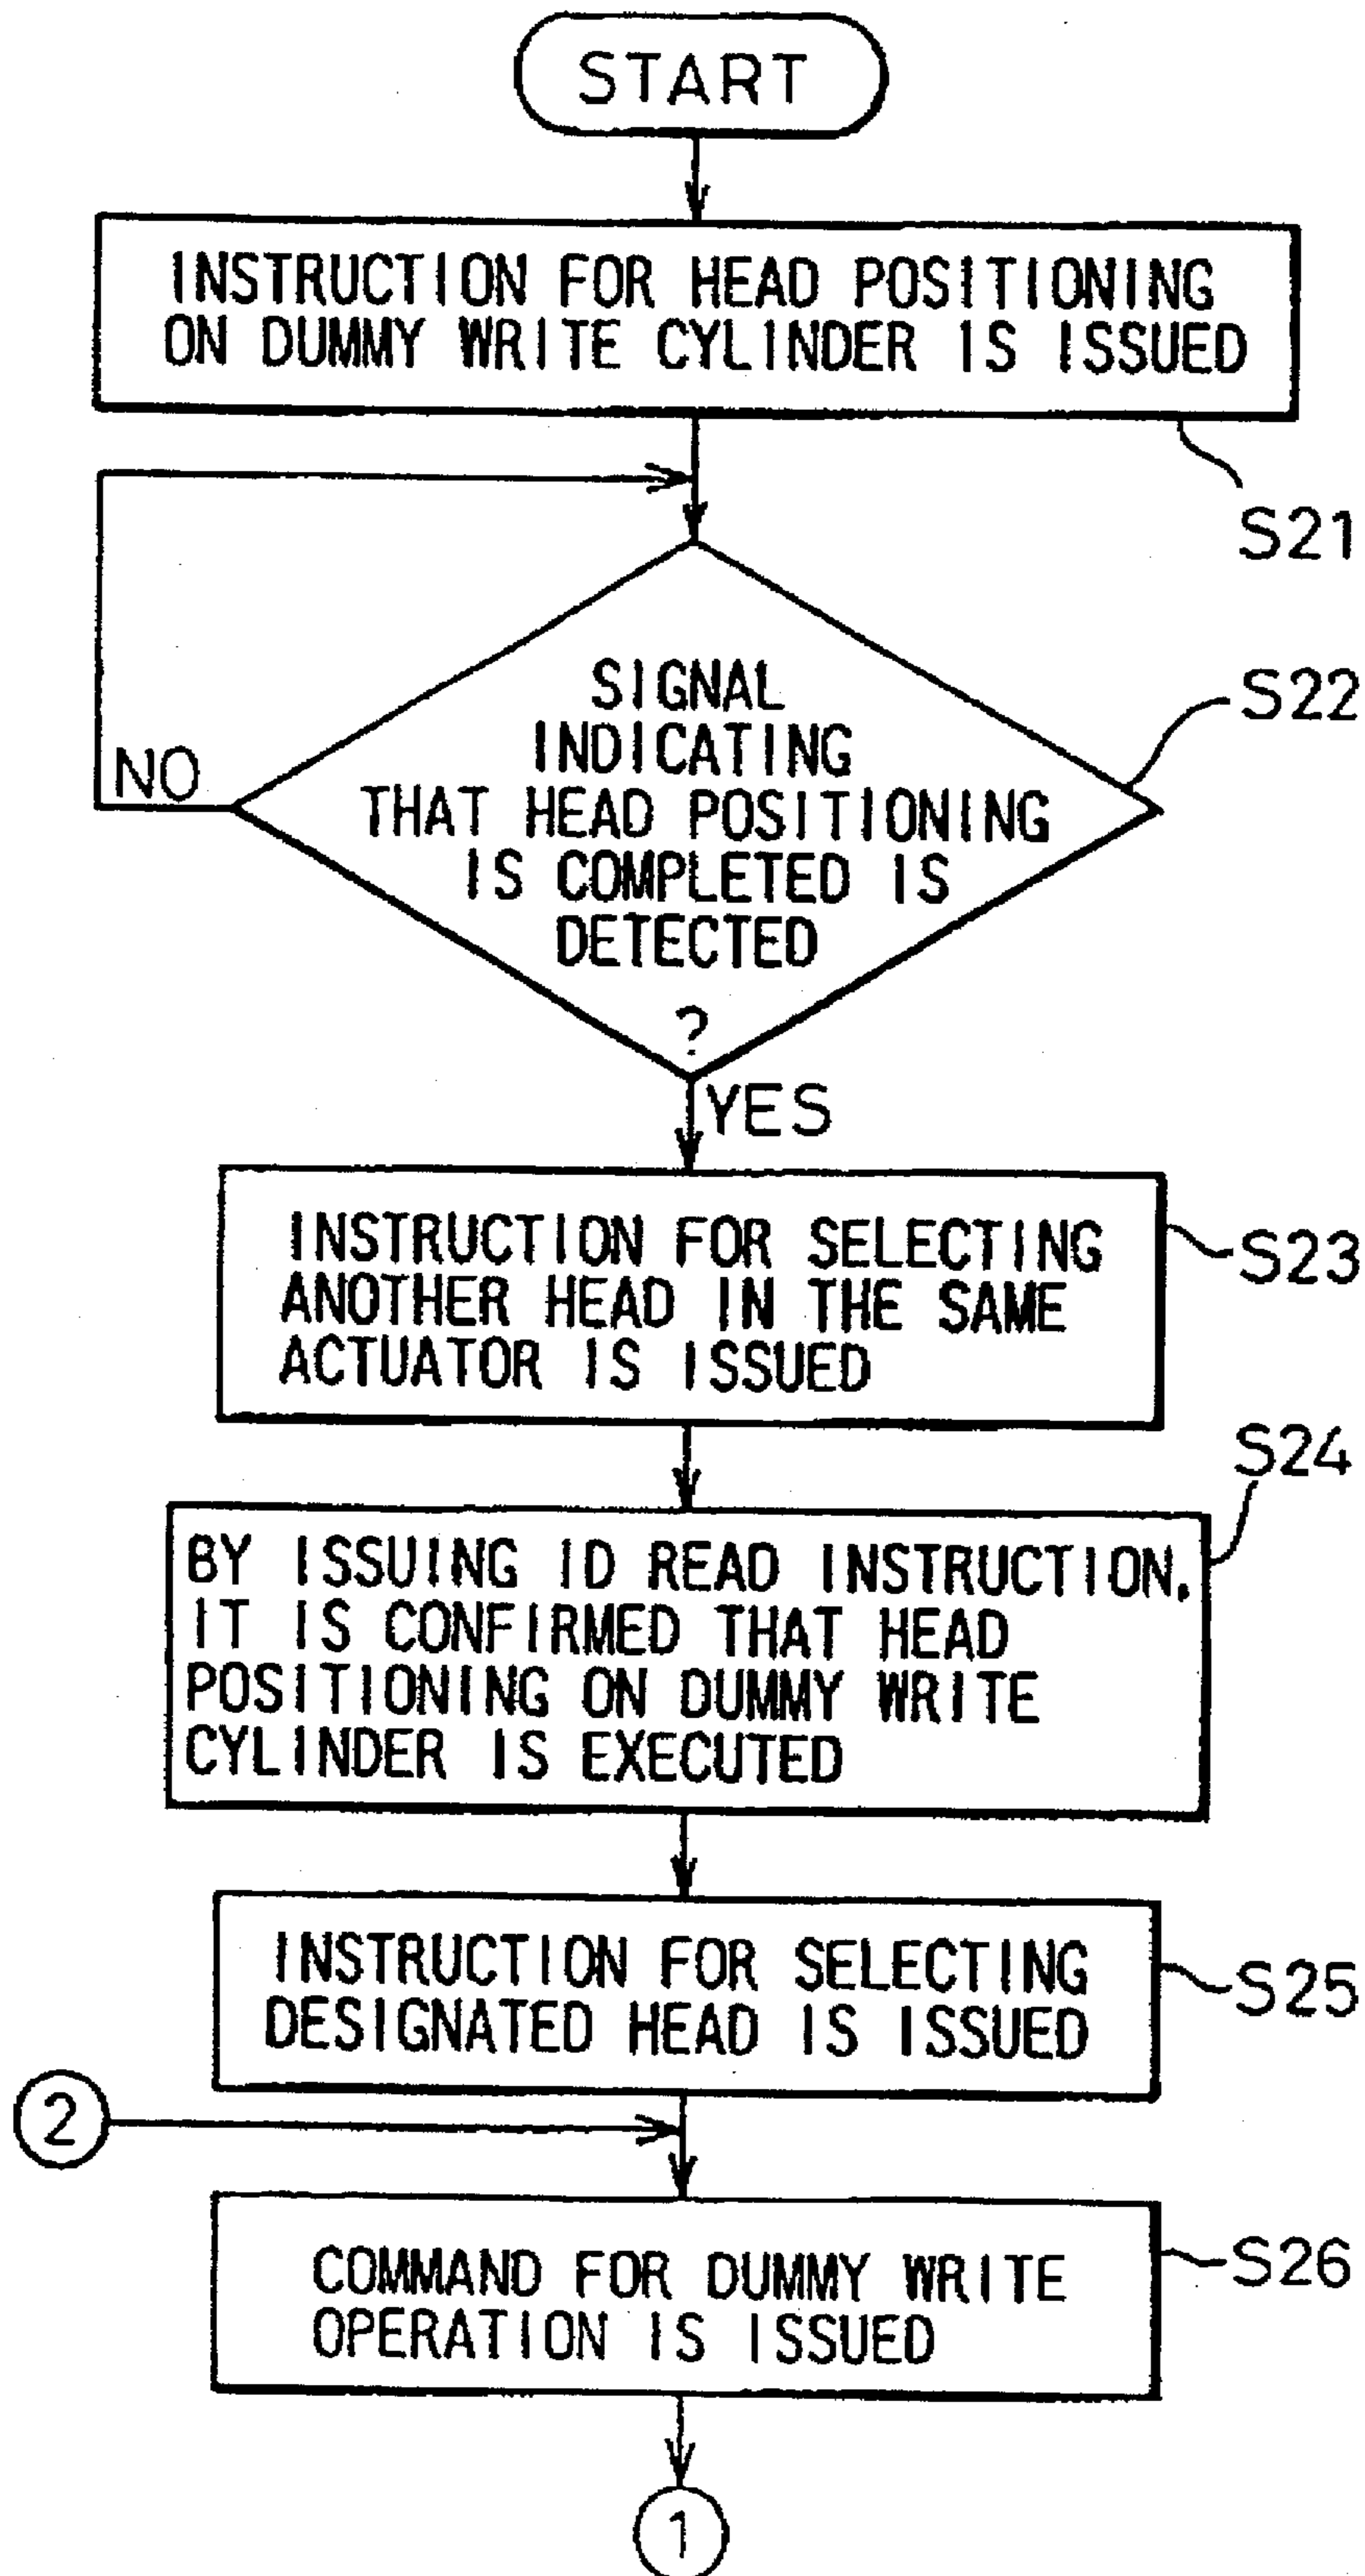 START
INSTRUCTION FOR HEAD POSITIONING
ON DUMMY WRITE CYLINDER IS ISSUED
S21
SIGNAL
INDICATING
THAT HEAD POSITIONING
IS COMPLETED IS
DETECTED
?
S22
NO
YES
INSTRUCTION FOR SELECTING
ANOTHER HEAD IN THE SAME
ACTUATOR IS ISSUED
S23
BY ISSUING ID READ INSTRUCTION,
IT IS CONFIRMED THAT HEAD
POSITIONING ON DUMMY WRITE
CYLINDER IS EXECUTED
S24
INSTRUCTION FOR SELECTING
DESIGNATED HEAD IS ISSUED
S25
2
COMMAND FOR DUMMY WRITE
OPERATION IS ISSUED
S26
1